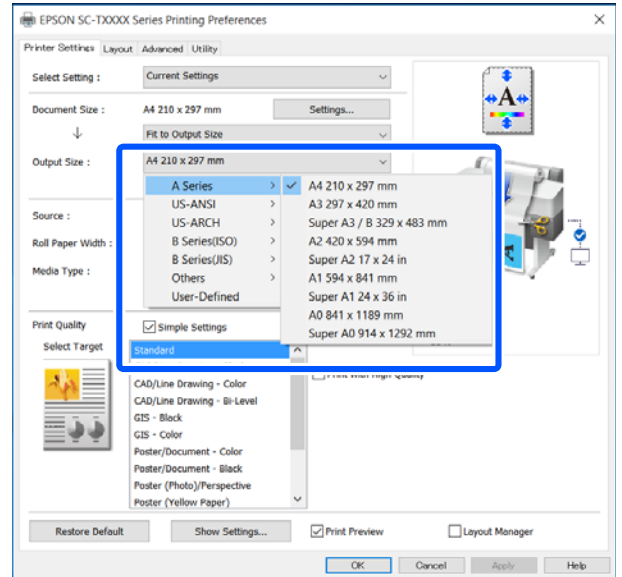 EPSON SC-TXXXX Series Printing Preferences
Printer Settings Layout Advanced Utility
Select Setting : Current Settings
Document Size : A4 210 x 297 mm Settings...
Fit to Output Size
Output Size : A4 210 x 297 mm
A Series
US-ANSI
US-ARCH
B Series(ISO)
B Series(JIS)
Others
User-Defined
A4 210 x 297 mm
A3 297 x 420 mm
Super A3 / B 329 x 483 mm
A2 420 x 594 mm
Super A2 17 x 24 in
A1 594 x 841 mm
Super A1 24 x 36 in
A0 841 x 1189 mm
Super A0 914 x 1292 mm
A
Source :
Roll Paper Width :
Media Type :
Print Quality Simple Settings
Select Target
Standard
CAD/Line Drawing - Color
CAD/Line Drawing - Bi-Level
GIS - Black
GIS - Color
Poster/Document - Color
Poster/Document - Black
Poster (Photo)/Perspective
Poster (Yellow Paper)
Print With High Quality
Restore Default Show Settings... Print Preview Layout Manager
OK Cancel Apply Help